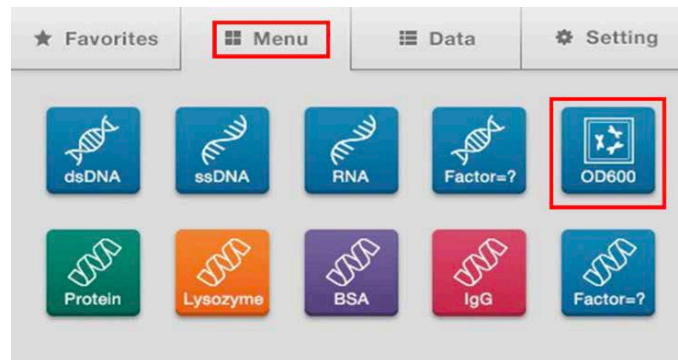 Favorites
Menu
Data
Setting
dsDNA
ssDNA
RNA
Factor=?
OD600
Protein
Lysozyme
BSA
IgG
Factor=?